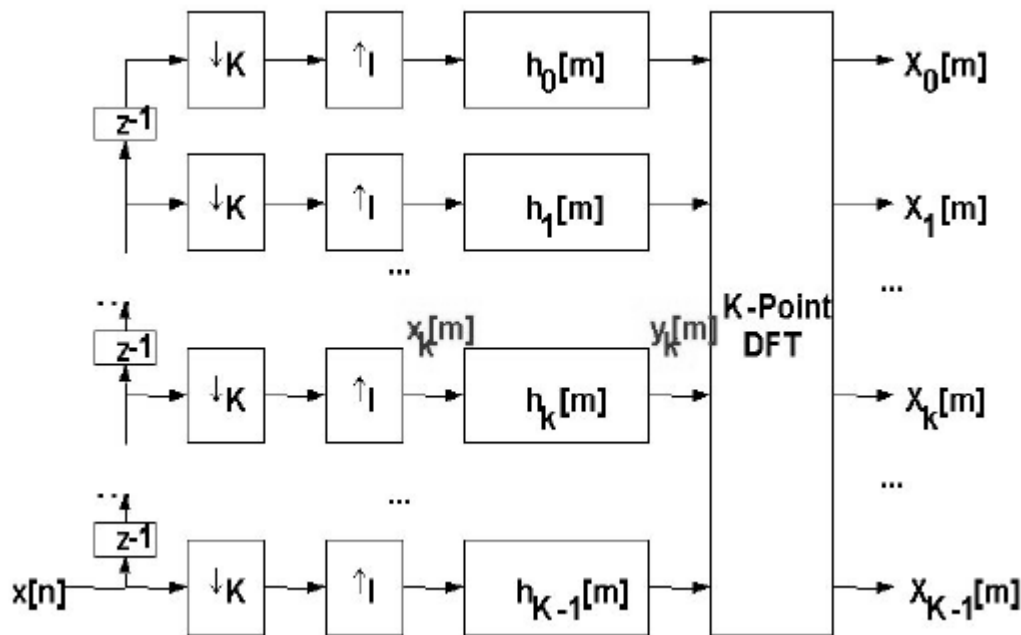 ↓K ↑I h0[m] X0[m]
z-1
↓K ↑I h1[m] X1[m]
...
...
xk[m] yk[m] K-Point
DFT
...
z-1
↓K ↑I hk[m] Xk[m]
...
...
...
z-1
x[n] ↓K ↑I hK-1[m] XK-1[m]